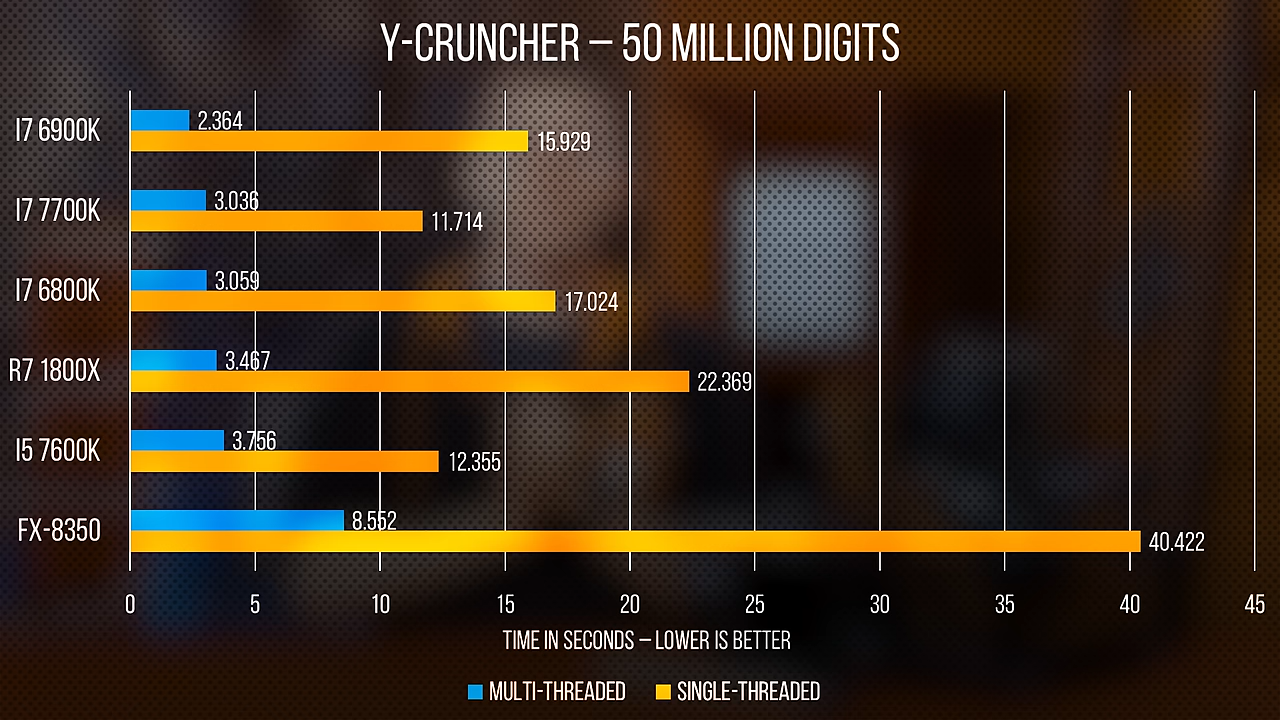 Y-CRUNCHER – 50 MILLION DIGITS
I7 6900K
2.364
15.929
I7 7700K
3.036
11.714
I7 6800K
3.059
17.024
R7 1800X
3.467
22.369
I5 7600K
3.756
12.355
FX-8350
8.552
40.422
0 5 10 15 20 25 30 35 40 45
TIME IN SECONDS – LOWER IS BETTER
MULTI-THREADED SINGLE-THREADED